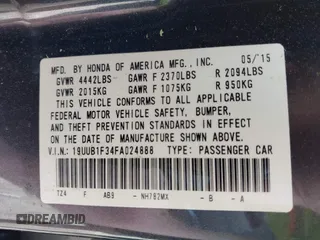 MFD. BY HONDA OF AMERICA MFG., INC. 05/15
GVWR 4442LBS GAWR F 2370LBS R 2094LBS
GVWR 2015KG GAWR F 1075KG R 950KG
THIS VEHICLE CONFORMS TO ALL APPLICABLE
FEDERAL MOTOR VEHICLE SAFETY, BUMPER,
AND THEFT PREVENTION STANDARDS IN EFFECT ON
THE DATE OF MANUFACTURE SHOWN ABOVE.
V.I.N.: 19UUB1F34FA024888 TYPE: PASSENGER CAR
TZ4 F AB9 - NH782MX - B - A
DREAMBID